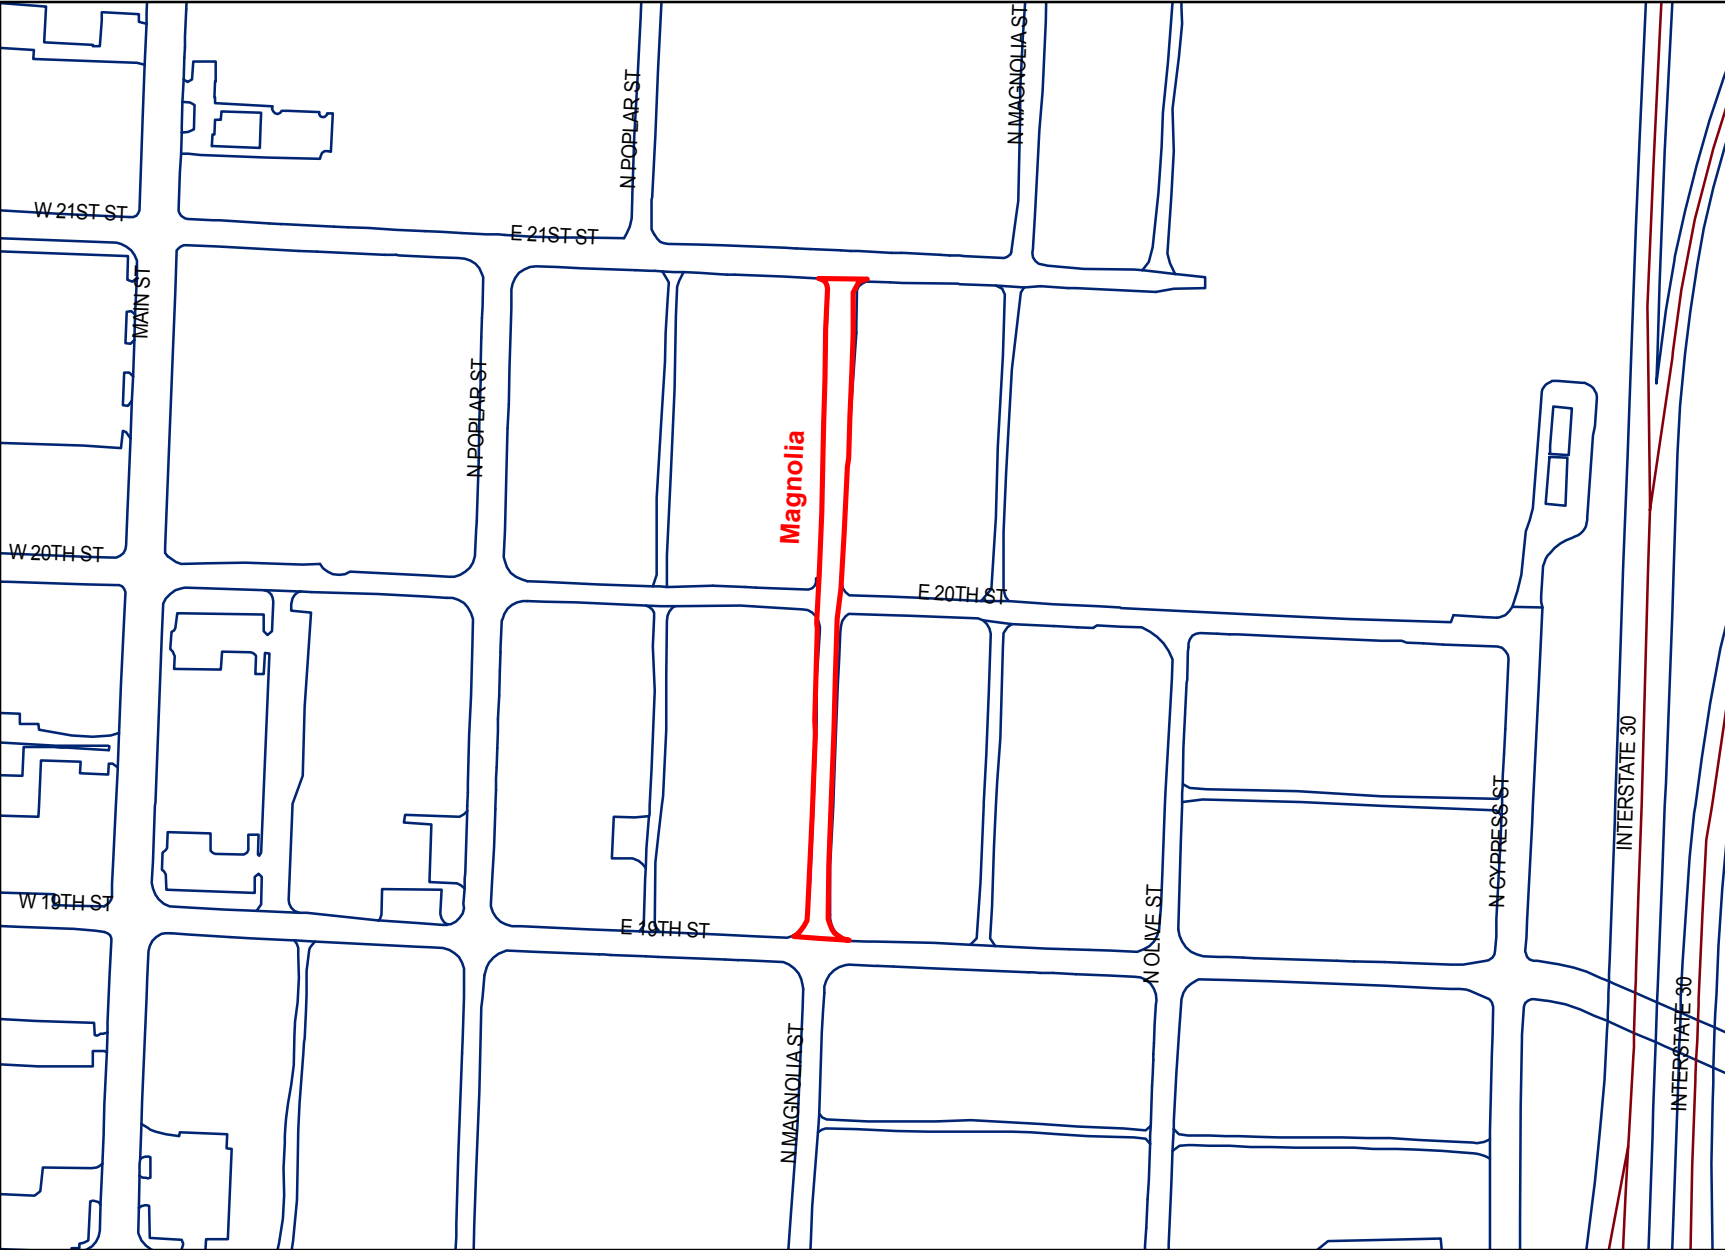 N MAGNOLIA ST
N POPLAR ST
W 21ST ST
E 21ST ST
MAIN ST
N POPLAR ST
Magnolia
W 20TH ST
E 20TH ST
INTERSTATE 30
N CYPRESS ST
W 19TH ST
E 19TH ST
N OLIVE ST
INTERSTATE 30
N MAGNOLIA ST